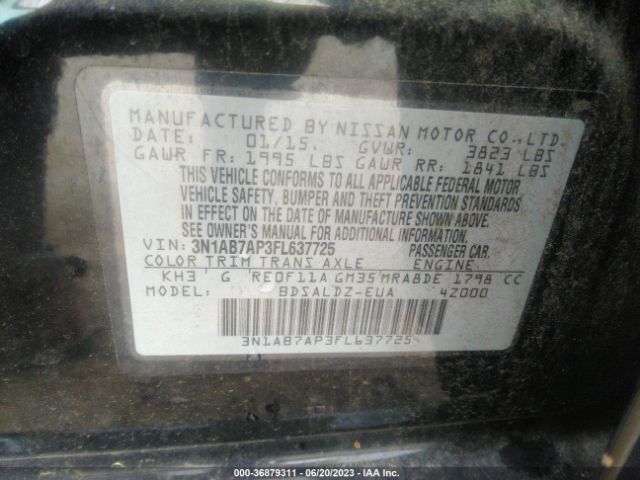 MANUFACTURED BY NISSAN MOTOR CO., LTD.
DATE: 01/15. GVWR: 3823 LBS
GAWR FR: 1995 LBS GAWR RR: 1841 LBS
THIS VEHICLE CONFORMS TO ALL APPLICABLE FEDERAL MOTOR
VEHICLE SAFETY, BUMPER AND THEFT PREVENTION STANDARDS
IN EFFECT ON THE DATE OF MANUFACTURE SHOWN ABOVE.
SEE OWNER'S MANUAL FOR ADDITIONAL INFORMATION
VIN: 3N1AB7AP3FL637725 PASSENGER CAR.
COLOR TRIM TRANS AXLE ENGINE.
KH3 G RE0F11A GM35 MRA8DE 1798 CC
MODEL. BDSALDZ-EUA 4Z000
3N1AB7AP3FL637725
000-36879311 | 06/20/2023 | IAA Inc.